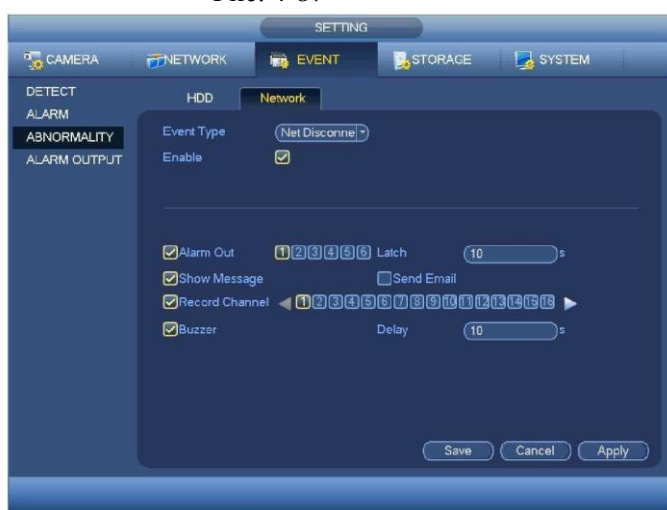 SETTING
CAMERA NETWORK EVENT STORAGE SYSTEM
DETECT
ALARM
ABNORMALITY
ALARM OUTPUT
HDD Network
Event Type Net Disconne
Enable
Alarm Out 1 2 3 4 5 6 Latch 10 s
Show Message Send Email
Record Channel 1 2 3 4 5 6 7 8 9 10 11 12 13 14 15 16
Buzzer Delay 10 s
Save Cancel Apply